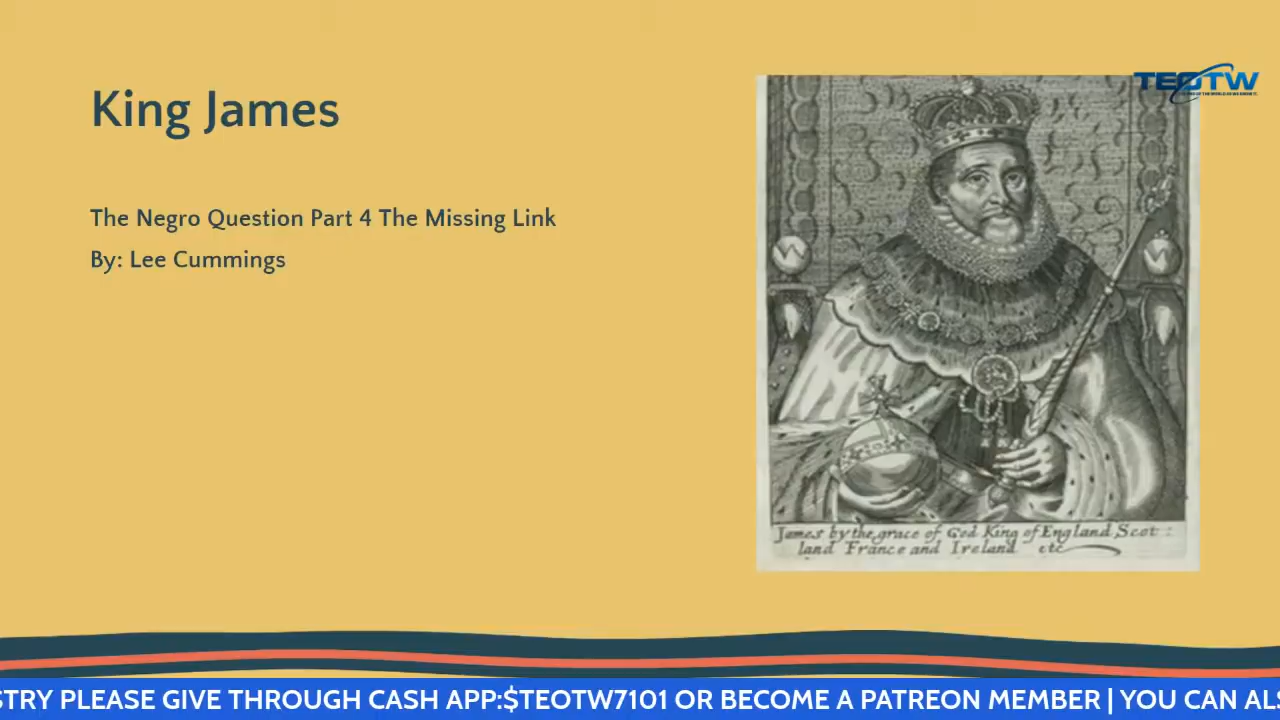 King James
TEOTW
The Negro Question Part 4 The Missing Link
By: Lee Cummings
James by the grace of God King of England Scot :
land France and Ireland etc
STRY PLEASE GIVE THROUGH CASH APP:$TEOTW7101 OR BECOME A PATREON MEMBER | YOU CAN ALS